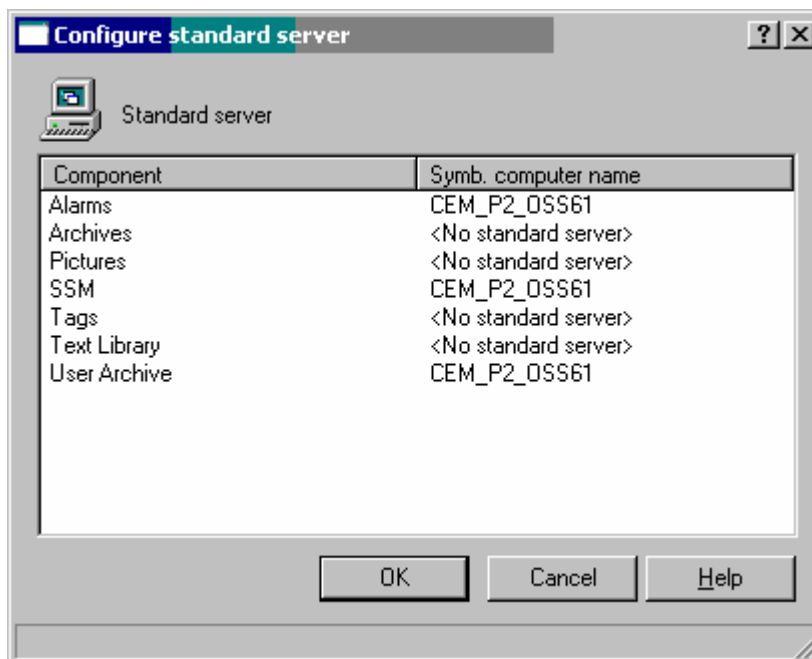 Configure standard server
Standard server
Component Symb. computer name
Alarms CEM_P2_OSS61
Archives <No standard server>
Pictures <No standard server>
SSM CEM_P2_OSS61
Tags <No standard server>
Text Library <No standard server>
User Archive CEM_P2_OSS61
OK Cancel Help